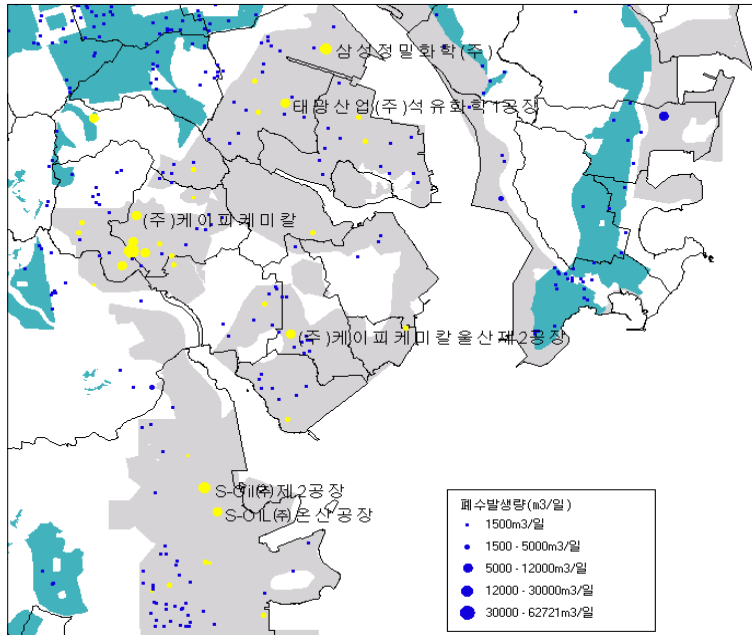 삼성정밀화학(주)
태광산업(주)석유화학1공장
(주)케이피케미칼
(주)케이피케미칼울산제2공장
S-Oil(주)제2공장
S-OIL(주)온산공장
폐수발생량(m3/일)
1500m3/일
1500 - 5000m3/일
5000 - 12000m3/일
12000 - 30000m3/일
30000 - 62721m3/일